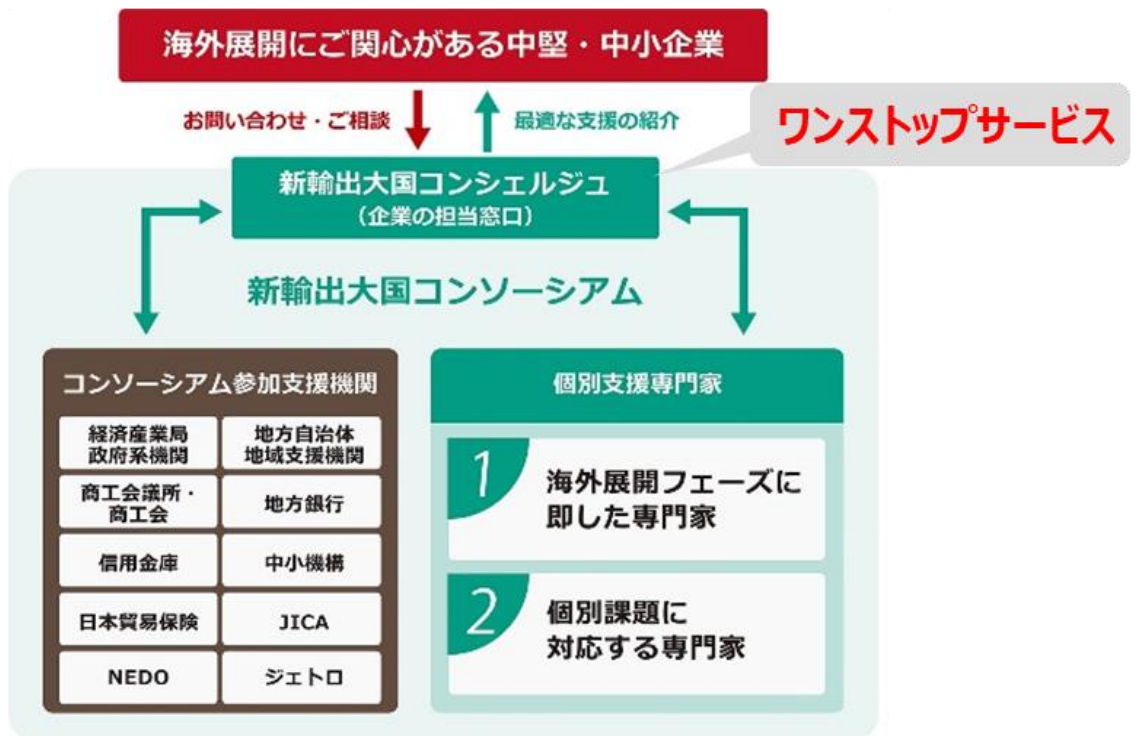 海外展開にご関心がある中堅・中小企業
お問い合わせ・ご相談
最適な支援の紹介
ワンストップサービス
新輸出大国コンシェルジュ
（企業の担当窓口）
新輸出大国コンソーシアム
コンソーシアム参加支援機関
経済産業局
政府系機関
地方自治体
地域支援機関
商工会議所・
商工会
地方銀行
信用金庫
中小機構
日本貿易保険
JICA
NEDO
ジェトロ
個別支援専門家
1
海外展開フェーズに
即した専門家
2
個別課題に
対応する専門家